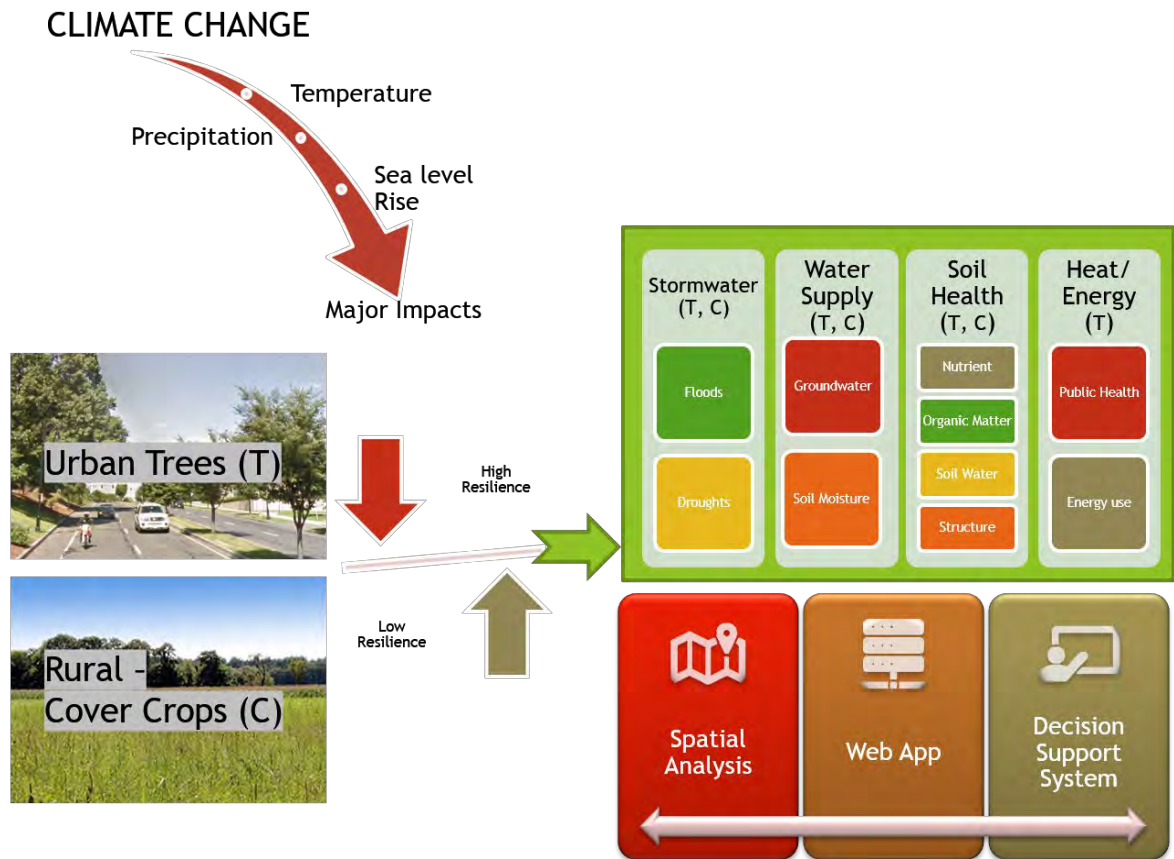 CLIMATE CHANGE
Temperature
Precipitation
Sea level
Rise
Major Impacts
Urban Trees (T)
Rural –
Cover Crops (C)
High
Resilience
Low
Resilience
Stormwater
(T, C)
Floods
Droughts
Water
Supply
(T, C)
Groundwater
Soil Moisture
Soil
Health
(T, C)
Nutrient
Organic Matter
Soil Water
Structure
Heat/
Energy
(T)
Public Health
Energy use
Spatial
Analysis
Web App
Decision
Support
System